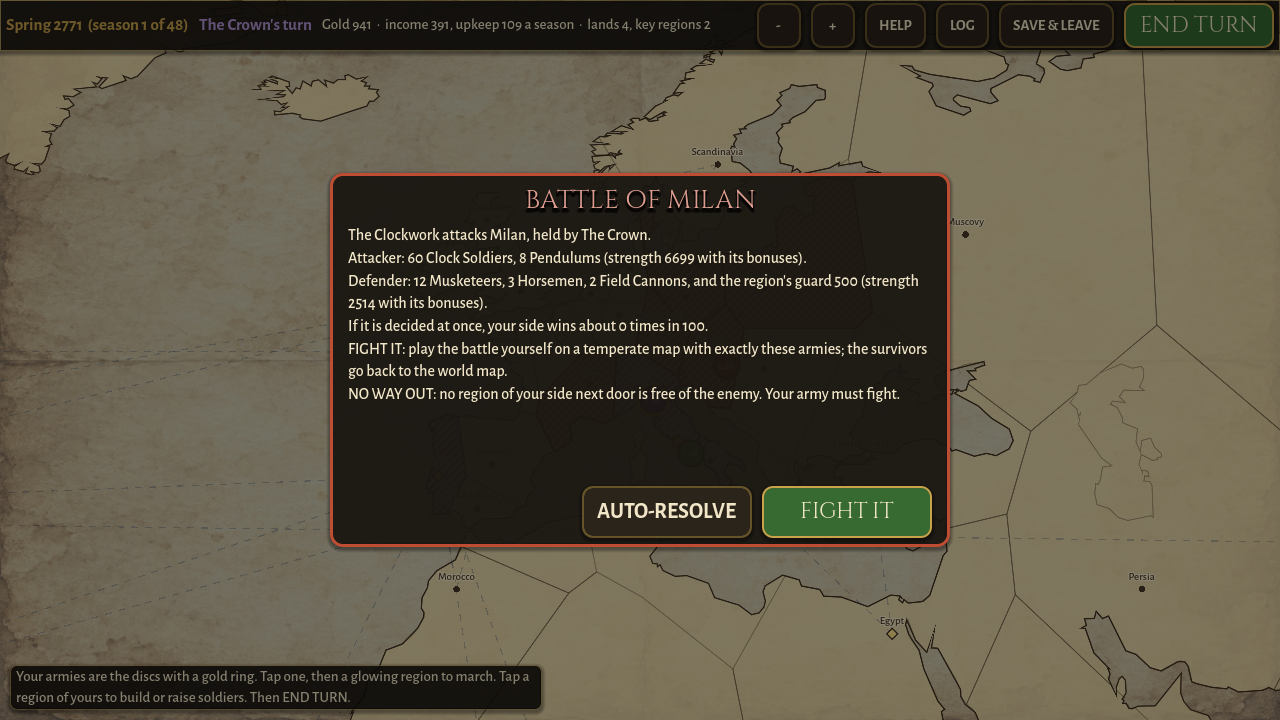 Spring 2771 (season 1 of 48) The Crown's turn Gold 941 · income 391, upkeep 109 a season · lands 4, key regions 2 - + HELP LOG SAVE & LEAVE END TURN
Scandinavia
BATTLE OF MILAN
Muscovy
The Clockwork attacks Milan, held by The Crown.
Attacker: 60 Clock Soldiers, 8 Pendulums (strength 6699 with its bonuses).
Defender: 12 Musketeers, 3 Horsemen, 2 Field Cannons, and the region's guard 500 (strength
2514 with its bonuses).
If it is decided at once, your side wins about 0 times in 100.
FIGHT IT: play the battle yourself on a temperate map with exactly these armies; the survivors
go back to the world map.
NO WAY OUT: no region of your side next door is free of the enemy. Your army must fight.
AUTO-RESOLVE FIGHT IT
Morocco
Persia
Egypt
Your armies are the discs with a gold ring. Tap one, then a glowing region to march. Tap a
region of yours to build or raise soldiers. Then END TURN.